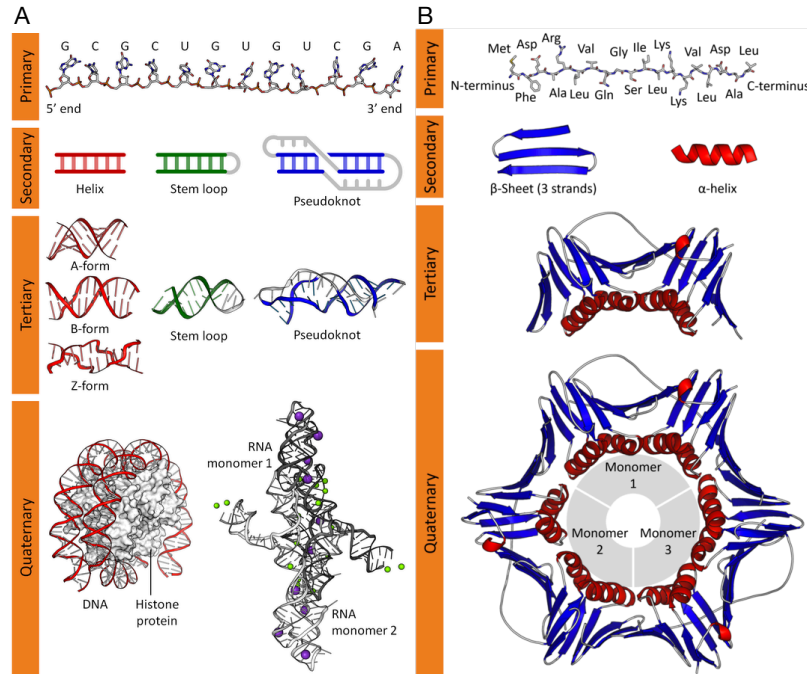 A
Primary
G C G C U G U G U C G A
5' end
3' end
Secondary
Helix
Stem loop
Pseudoknot
Tertiary
A-form
B-form
Z-form
Stem loop
Pseudoknot
Quaternary
DNA
Histone
protein
RNA
monomer 1
RNA
monomer 2
B
Primary
Met Asp Arg Val Gly Ile Lys Val Asp Leu
N-terminus
C-terminus
Phe Ala Leu Gln Ser Leu Lys Leu Ala
Secondary
β-Sheet (3 strands)
α-helix
Tertiary
Quaternary
Monomer
1
Monomer
2
Monomer
3